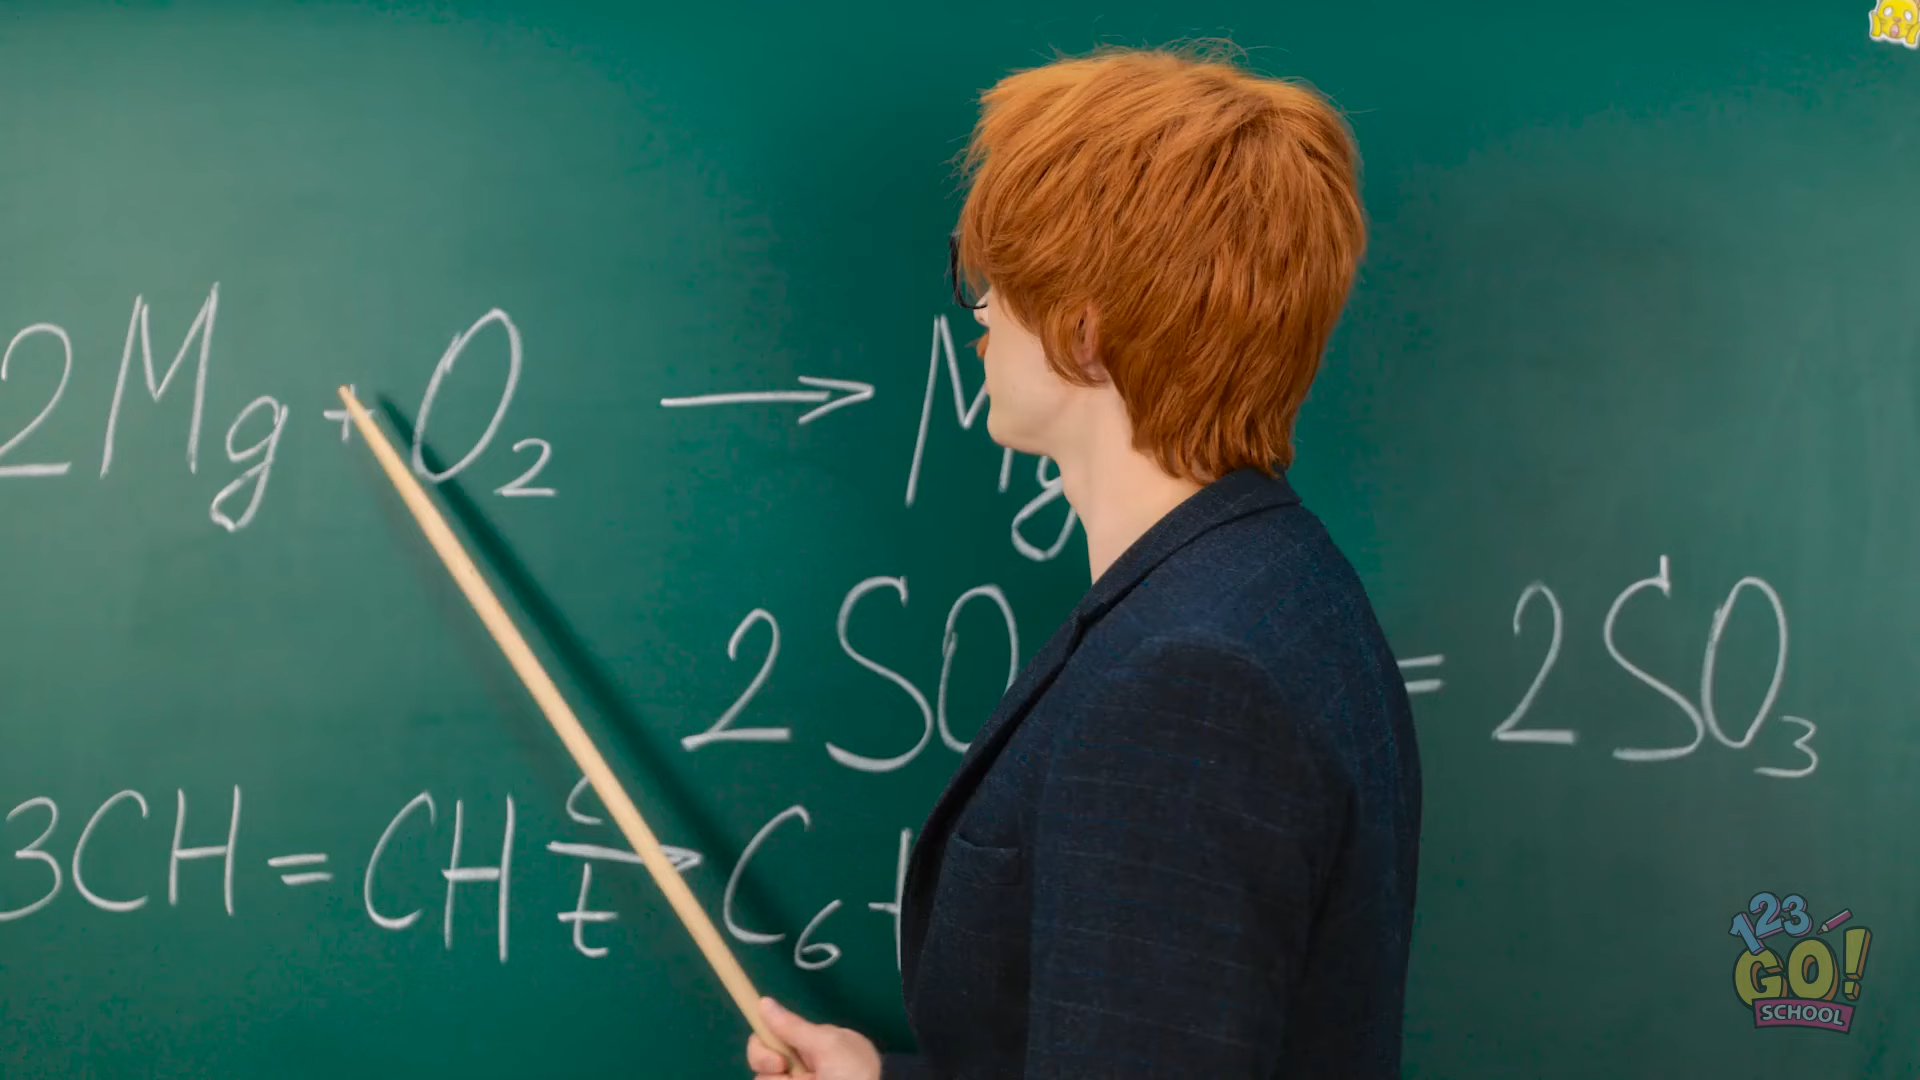 2Mg + O₂ → Mg
2SO = 2SO₃
3CH = CH t C₆
123 GO! SCHOOL